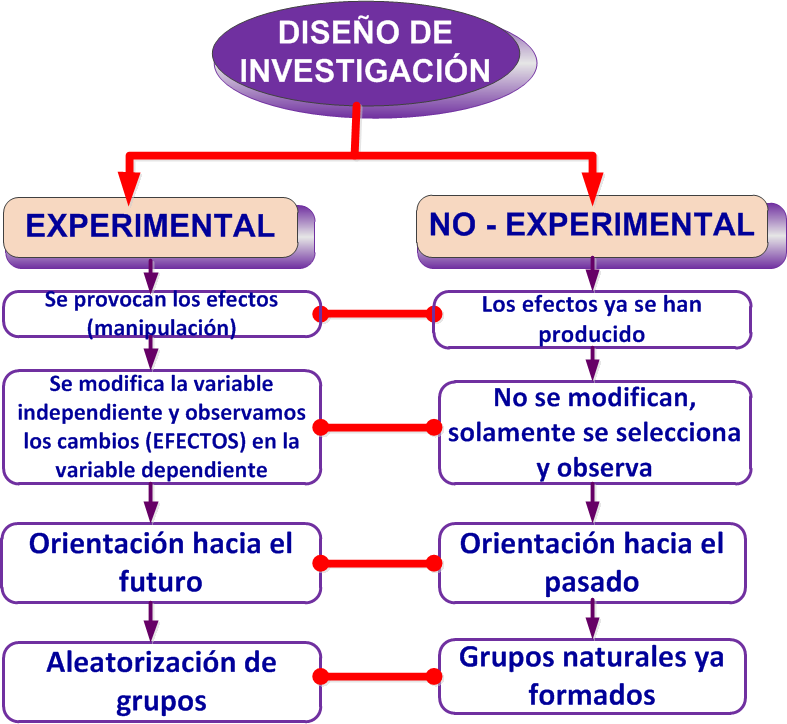 DISEÑO DE
INVESTIGACIÓN
EXPERIMENTAL
NO - EXPERIMENTAL
Se provocan los efectos
(manipulación)
Los efectos ya se han
producido
Se modifica la variable
independiente y observamos
los cambios (EFECTOS) en la
variable dependiente
No se modifican,
solamente se selecciona
y observa
Orientación hacia el
futuro
Orientación hacia el
pasado
Aleatorización de
grupos
Grupos naturales ya
formados